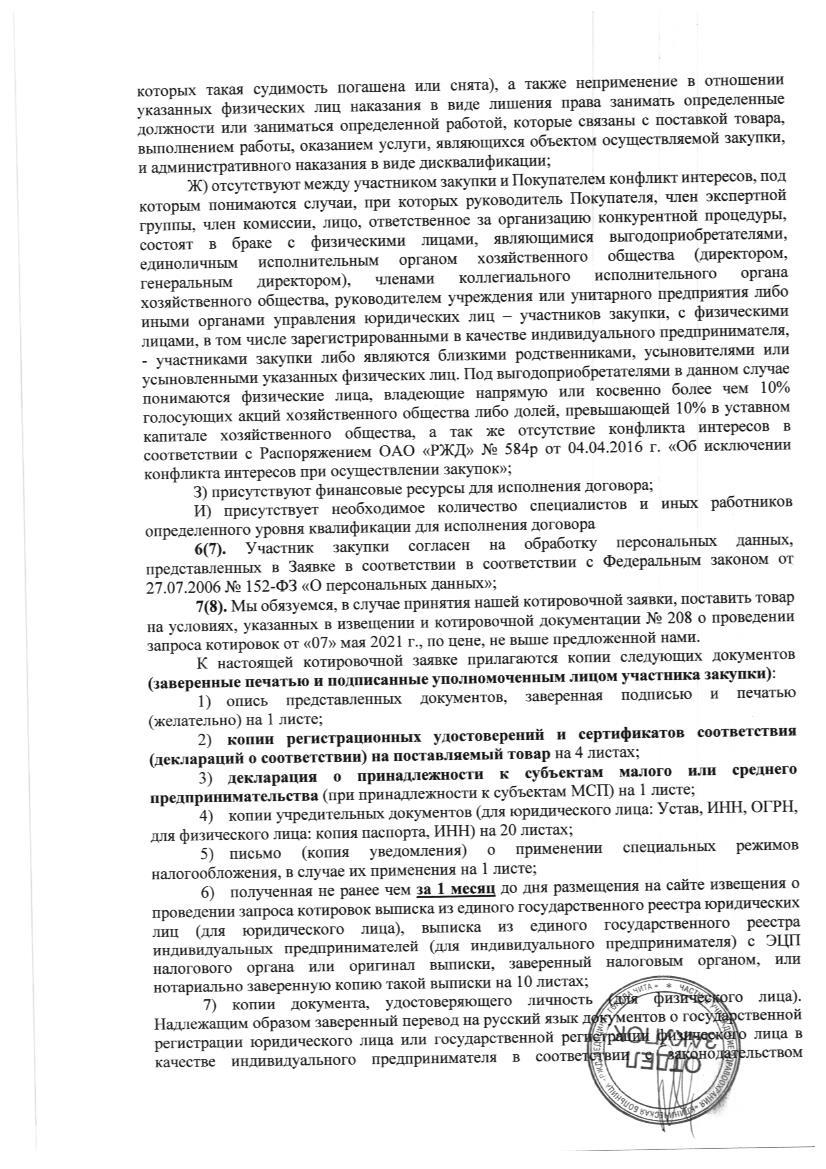 которых такая судимость погашена или снята), а также неприменение в отношении
указанных физических лиц наказания в виде лишения права занимать определенные
должности или заниматься определенной работой, которые связаны с поставкой товара,
выполнением работы, оказанием услуги, являющихся объектом осуществляемой закупки,
и административного наказания в виде дисквалификации;
Ж) отсутствуют между участником закупки и Покупателем конфликт интересов, под
которым понимаются случаи, при которых руководитель Покупателя, член экспертной
группы, член комиссии, лицо, ответственное за организацию конкурентной процедуры,
состоят в браке с физическими лицами, являющимися выгодоприобретателями,
единоличным исполнительным органом хозяйственного общества (директором,
генеральным директором), членами коллегиального исполнительного органа
хозяйственного общества, руководителем учреждения или унитарного предприятия либо
иными органами управления юридических лиц – участников закупки, с физическими
лицами, в том числе зарегистрированными в качестве индивидуального предпринимателя,
- участниками закупки либо являются близкими родственниками, усыновителями или
усыновленными указанных физических лиц. Под выгодоприобретателями в данном случае
понимаются физические лица, владеющие напрямую или косвенно более чем 10%
голосующих акций хозяйственного общества либо долей, превышающей 10% в уставном
капитале хозяйственного общества, а так же отсутствие конфликта интересов в
соответствии с Распоряжением ОАО «РЖД» № 584р от 04.04.2016 г. «Об исключении
конфликта интересов при осуществлении закупок»;
З) присутствуют финансовые ресурсы для исполнения договора;
И) присутствует необходимое количество специалистов и иных работников
определенного уровня квалификации для исполнения договора
6(7). Участник закупки согласен на обработку персональных данных,
представленных в Заявке в соответствии в соответствии с Федеральным законом от
27.07.2006 № 152-ФЗ «О персональных данных»;
7(8). Мы обязуемся, в случае принятия нашей котировочной заявки, поставить товар
на условиях, указанных в извещении и котировочной документации № 208 о проведении
запроса котировок от «07» мая 2021 г., по цене, не выше предложенной нами.
К настоящей котировочной заявке прилагаются копии следующих документов
(заверенные печатью и подписанные уполномоченным лицом участника закупки):
1) опись представленных документов, заверенная подписью и печатью
(желательно) на 1 листе;
2) копии регистрационных удостоверений и сертификатов соответствия
(деклараций о соответствии) на поставляемый товар на 4 листах;
3) декларация о принадлежности к субъектам малого или среднего
предпринимательства (при принадлежности к субъектам МСП) на 1 листе;
4) копии учредительных документов (для юридического лица: Устав, ИНН, ОГРН,
для физического лица: копия паспорта, ИНН) на 20 листах;
5) письмо (копия уведомления) о применении специальных режимов
налогообложения, в случае их применения на 1 листе;
6) полученная не ранее чем за 1 месяц до дня размещения на сайте извещения о
проведении запроса котировок выписка из единого государственного реестра юридических
лиц (для юридического лица), выписка из единого государственного реестра
индивидуальных предпринимателей (для индивидуального предпринимателя) с ЭЦП
налогового органа или оригинал выписки, заверенный налоговым органом, или
нотариально заверенную копию такой выписки на 10 листах;
7) копии документа, удостоверяющего личность (для физического лица).
Надлежащим образом заверенный перевод на русский язык документов о государственной
регистрации юридического лица или государственной регистрации физического лица в
качестве индивидуального предпринимателя в соответствии с законодательством
ОТДЕЛ
ЗАКУПОК